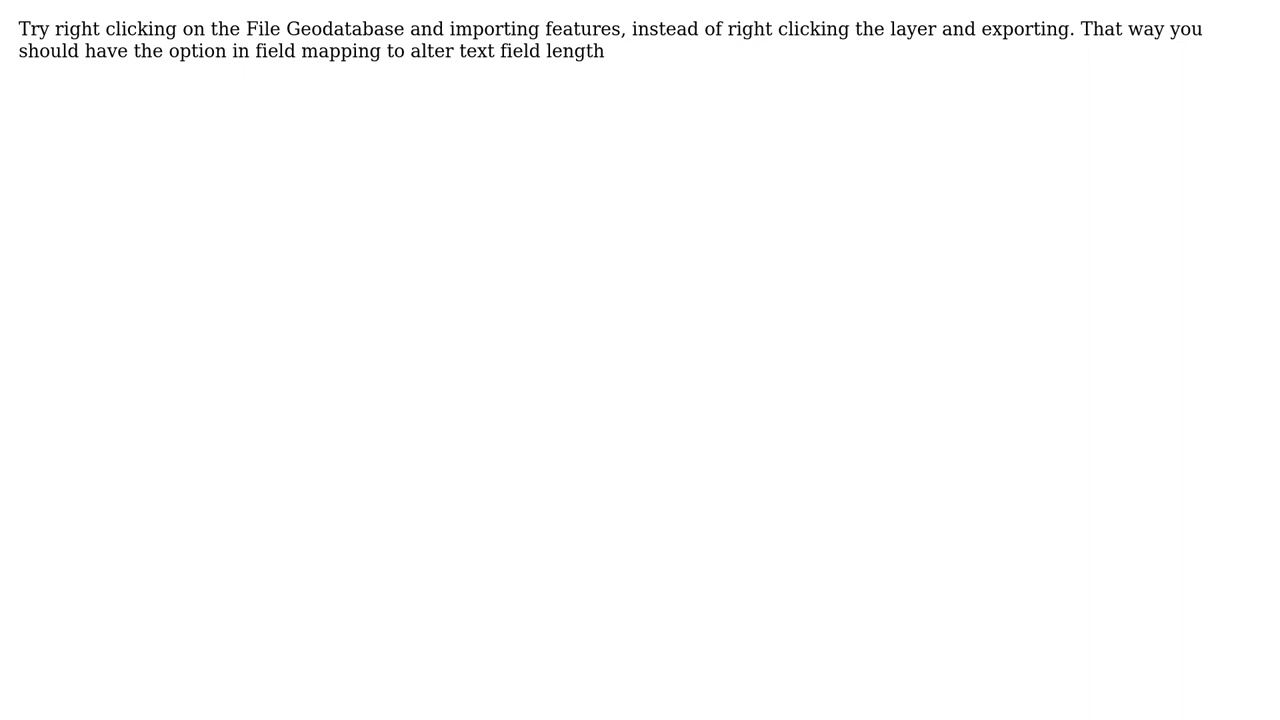 Try right clicking on the File Geodatabase and importing features, instead of right clicking the layer and exporting. That way you
should have the option in field mapping to alter text field length